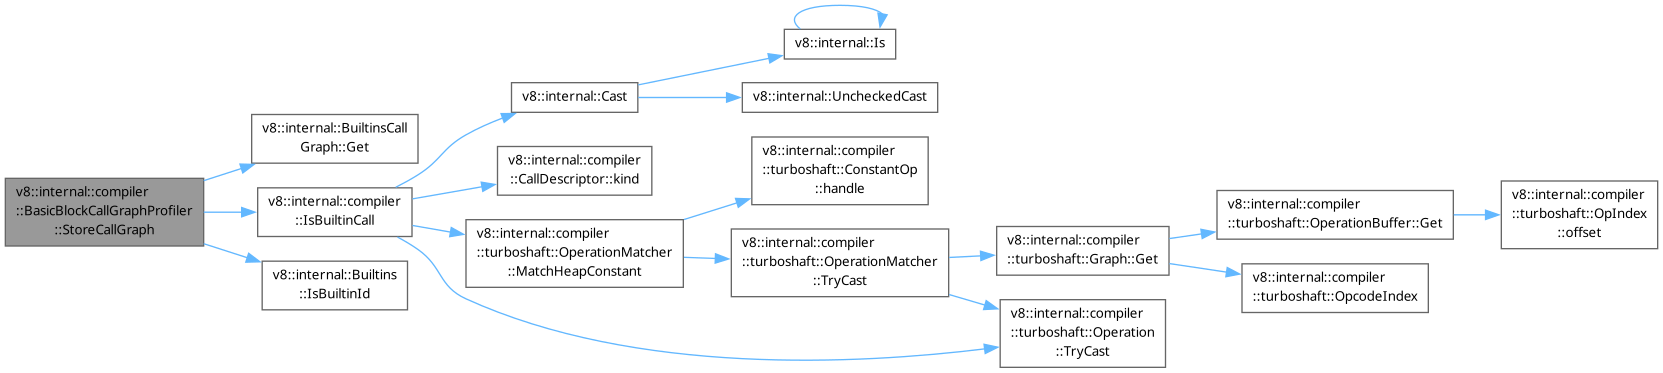 v8::internal::compiler
::BasicBlockCallGraphProfiler
::StoreCallGraph
v8::internal::BuiltinsCall
Graph::Get
v8::internal::compiler
::IsBuiltinCall
v8::internal::Builtins
::IsBuiltinId
v8::internal::Cast
v8::internal::compiler
::CallDescriptor::kind
v8::internal::compiler
::turboshaft::OperationMatcher
::MatchHeapConstant
v8::internal::Is
v8::internal::UncheckedCast
v8::internal::compiler
::turboshaft::ConstantOp
::handle
v8::internal::compiler
::turboshaft::OperationMatcher
::TryCast
v8::internal::compiler
::turboshaft::Graph::Get
v8::internal::compiler
::turboshaft::Operation
::TryCast
v8::internal::compiler
::turboshaft::OperationBuffer::Get
v8::internal::compiler
::turboshaft::OpcodeIndex
v8::internal::compiler
::turboshaft::OpIndex
::offset